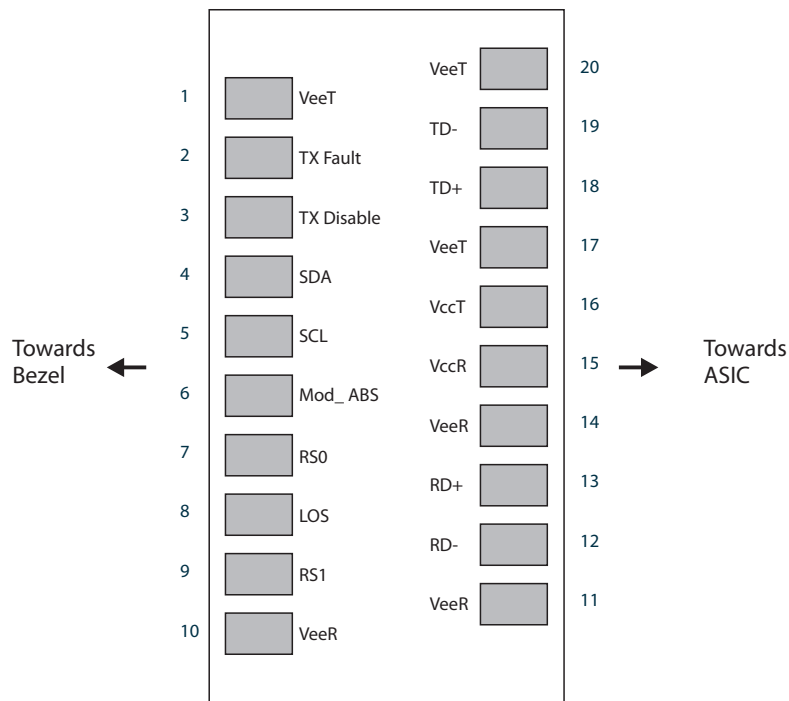 VeeT 20
1 VeeT
TD- 19
2 TX Fault
TD+ 18
3 TX Disable
VeeT 17
4 SDA
VccT 16
5 SCL
Towards
Bezel
VccR 15
Towards
ASIC
6 Mod_ ABS
VeeR 14
7 RS0
RD+ 13
8 LOS
RD- 12
9 RS1
VeeR 11
10 VeeR